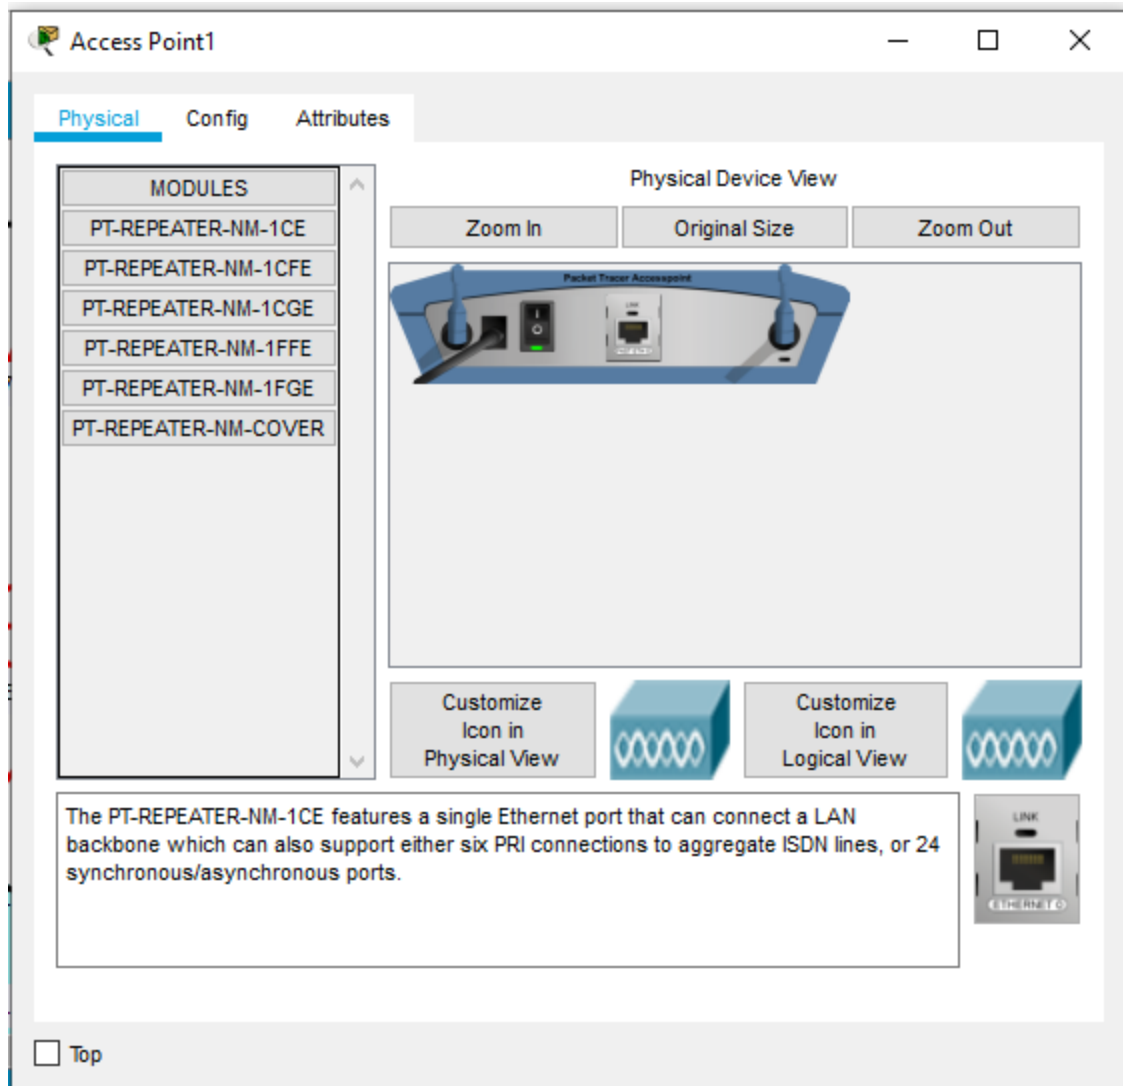 Access Point1
Physical
Config
Attributes
MODULES
PT-REPEATER-NM-1CE
PT-REPEATER-NM-1CFE
PT-REPEATER-NM-1CGE
PT-REPEATER-NM-1FFE
PT-REPEATER-NM-1FGE
PT-REPEATER-NM-COVER
Physical Device View
Zoom In
Original Size
Zoom Out
Packet Tracer Accesspoint
LINK
Customize
Icon in
Physical View
Customize
Icon in
Logical View
The PT-REPEATER-NM-1CE features a single Ethernet port that can connect a LAN
backbone which can also support either six PRI connections to aggregate ISDN lines, or 24
synchronous/asynchronous ports.
LINK
ETHERNET 0
Top